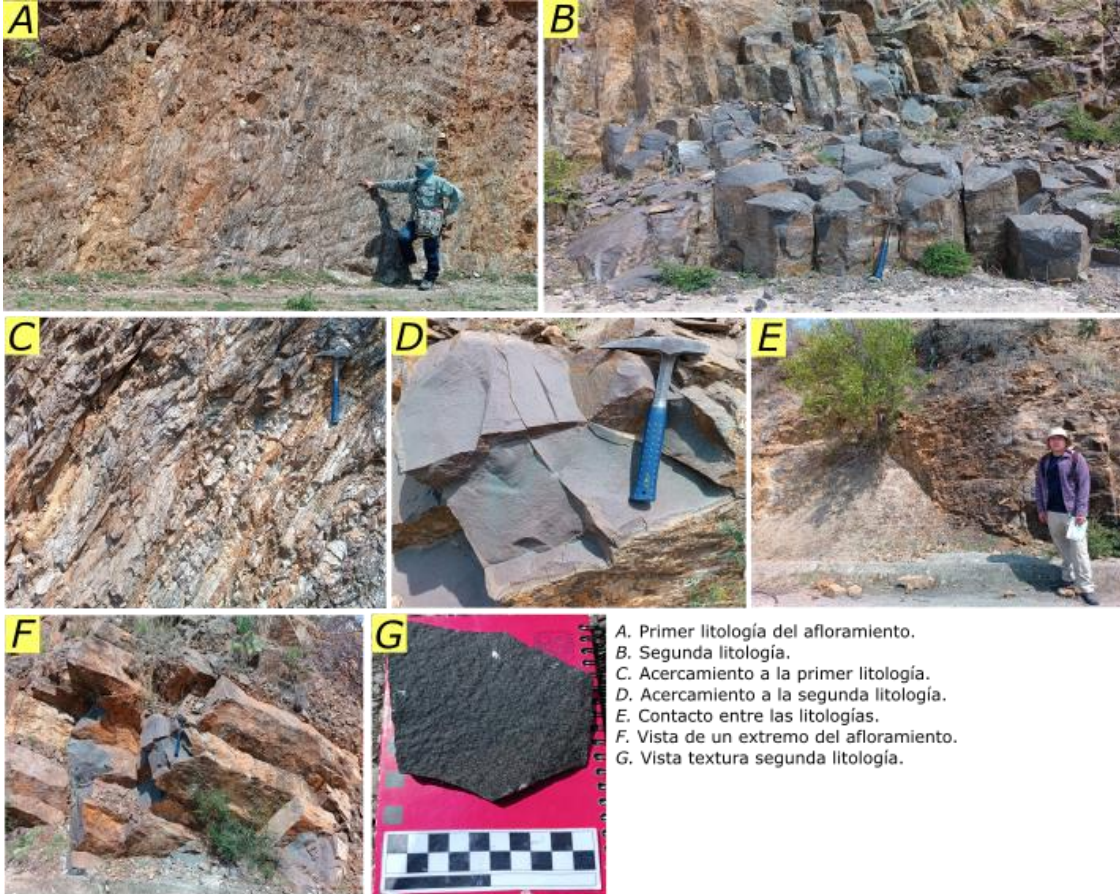 A
B
C
D
E
F
G
A. Primer litología del afloramiento.
B. Segunda litología.
C. Acercamiento a la primer litología.
D. Acercamiento a la segunda litología.
E. Contacto entre las litologías.
F. Vista de un extremo del afloramiento.
G. Vista textura segunda litología.